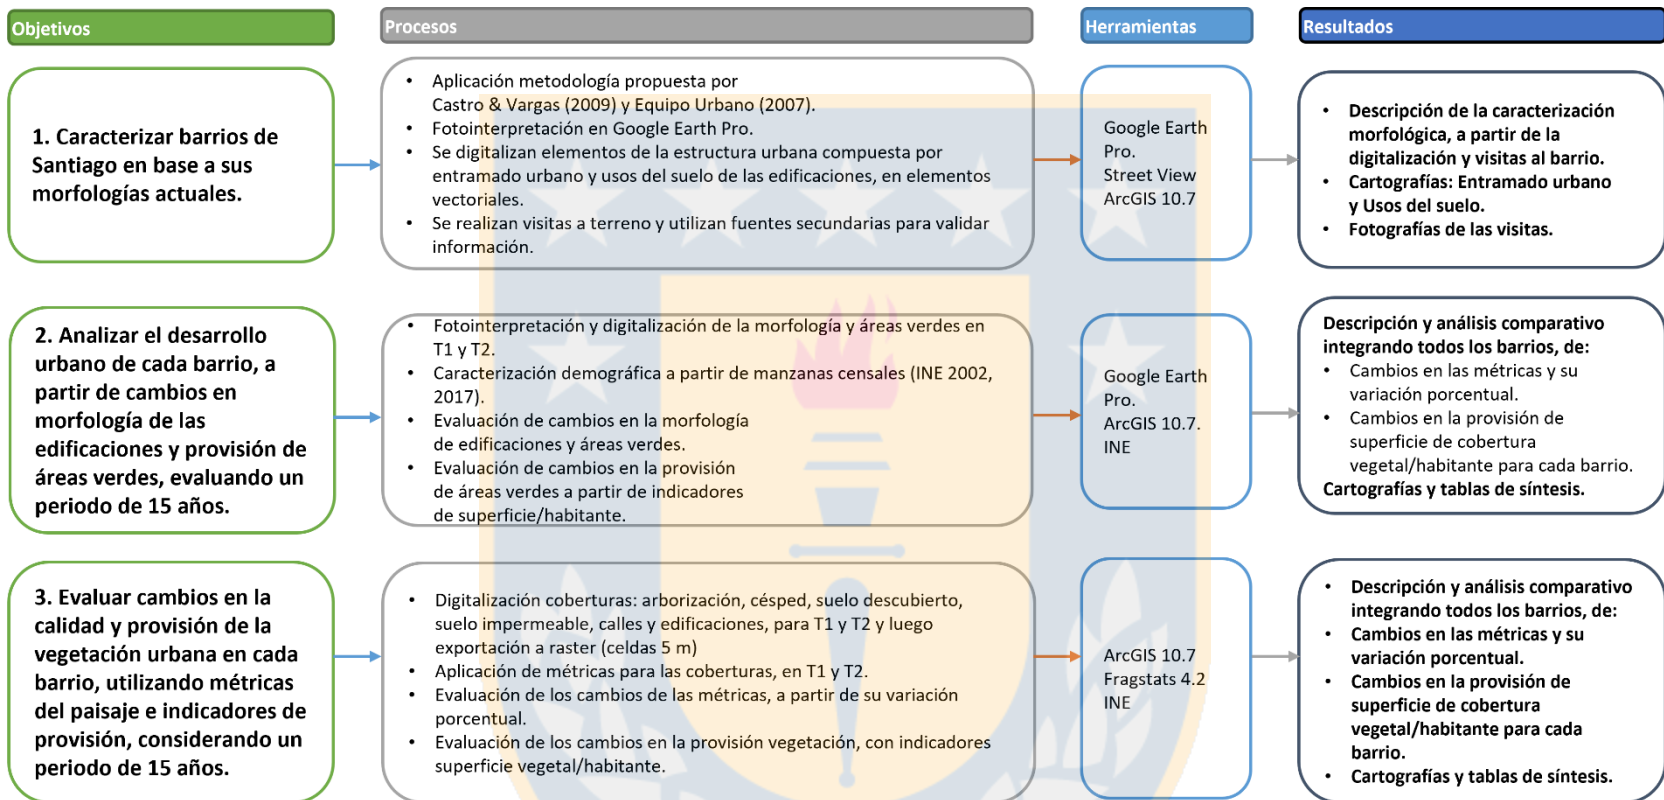 Objetivos
Procesos
Herramientas
Resultados
1. Caracterizar barrios de
Santiago en base a sus
morfologías actuales.
• Aplicación metodología propuesta por
Castro & Vargas (2009) y Equipo Urbano (2007).
• Fotointerpretación en Google Earth Pro.
• Se digitalizan elementos de la estructura urbana compuesta por
entramado urbano y usos del suelo de las edificaciones, en elementos
vectoriales.
• Se realizan visitas a terreno y utilizan fuentes secundarias para validar
información.
Google Earth
Pro.
Street View
ArcGIS 10.7
• Descripción de la caracterización
morfológica, a partir de la
digitalización y visitas al barrio.
• Cartografías: Entramado urbano
y Usos del suelo.
• Fotografías de las visitas.
2. Analizar el desarrollo
urbano de cada barrio, a
partir de cambios en
morfología de las
edificaciones y provisión de
áreas verdes, evaluando un
periodo de 15 años.
• Fotointerpretación y digitalización de la morfología y áreas verdes en
T1 y T2.
• Caracterización demográfica a partir de manzanas censales (INE 2002,
2017).
• Evaluación de cambios en la morfología
de edificaciones y áreas verdes.
• Evaluación de cambios en la provisión
de áreas verdes a partir de indicadores
de superficie/habitante.
Google Earth
Pro.
ArcGIS 10.7.
INE
Descripción y análisis comparativo
integrando todos los barrios, de:
• Cambios en las métricas y su
variación porcentual.
• Cambios en la provisión de
superficie de cobertura
vegetal/habitante para cada barrio.
Cartografías y tablas de síntesis.
3. Evaluar cambios en la
calidad y provisión de la
vegetación urbana en cada
barrio, utilizando métricas
del paisaje e indicadores de
provisión, considerando un
periodo de 15 años.
• Digitalización coberturas: arborización, césped, suelo descubierto,
suelo impermeable, calles y edificaciones, para T1 y T2 y luego
exportación a raster (celdas 5 m)
• Aplicación de métricas para las coberturas, en T1 y T2.
• Evaluación de los cambios de las métricas, a partir de su variación
porcentual.
• Evaluación de los cambios en la provisión vegetación, con indicadores
superficie vegetal/habitante.
ArcGIS 10.7
Fragstats 4.2
INE
• Descripción y análisis comparativo
integrando todos los barrios, de:
• Cambios en las métricas y su
variación porcentual.
• Cambios en la provisión de
superficie de cobertura
vegetal/habitante para cada
barrio.
• Cartografías y tablas de síntesis.